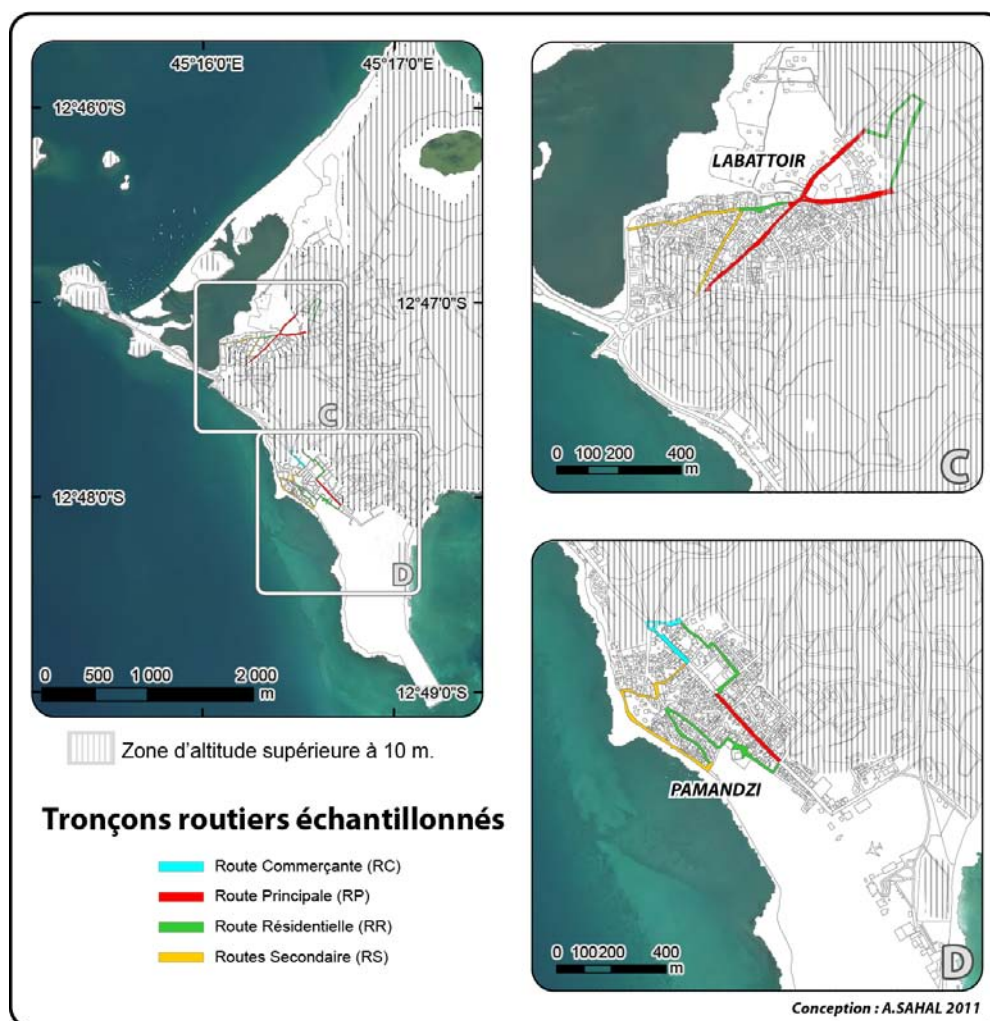 45°16'0"E 45°17'0"E
12°46'0"S
12°47'0"S
12°48'0"S
12°49'0"S
C
D
0 500 1 000 2 000
m
Zone d'altitude supérieure à 10 m.
Tronçons routiers échantillonnés
Route Commerçante (RC)
Route Principale (RP)
Route Résidentielle (RR)
Routes Secondaire (RS)
LABATTOIR
0 100 200 400
m
C
PAMANDZI
0 100 200 400
m
D
Conception : A.SAHAL 2011